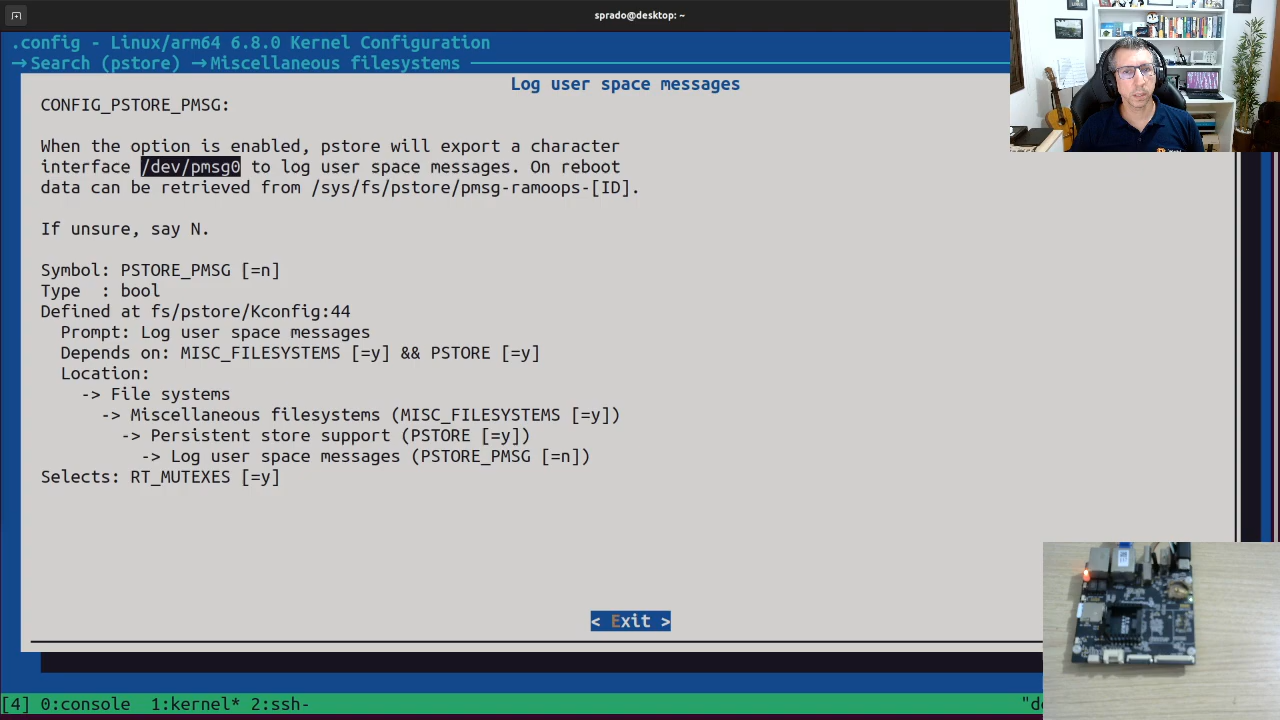 sprado@desktop: ~
.config - Linux/arm64 6.8.0 Kernel Configuration
→Search (pstore) →Miscellaneous filesystems
Log user space messages
CONFIG_PSTORE_PMSG:
When the option is enabled, pstore will export a character
interface /dev/pmsg0 to log user space messages. On reboot
data can be retrieved from /sys/fs/pstore/pmsg-ramoops-[ID].
If unsure, say N.
Symbol: PSTORE_PMSG [=n]
Type  : bool
Defined at fs/pstore/Kconfig:44
Prompt: Log user space messages
Depends on: MISC_FILESYSTEMS [=y] && PSTORE [=y]
Location:
-> File systems
-> Miscellaneous filesystems (MISC_FILESYSTEMS [=y])
-> Persistent store support (PSTORE [=y])
-> Log user space messages (PSTORE_PMSG [=n])
Selects: RT_MUTEXES [=y]
< Exit >
[4] 0:console  1:kernel* 2:ssh-